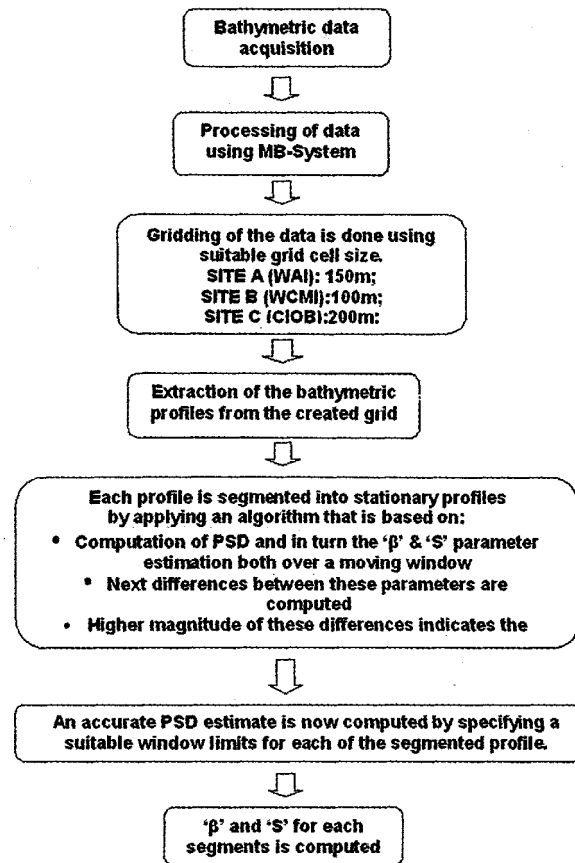 Bathymetric data
acquisition
Processing of data
using MB-System
Gridding of the data is done using
suitable grid cell size.
SITE A (WAI): 150m;
SITE B (WCMI):100m;
SITE C (CIOB):200m:
Extraction of the bathymetric
profiles from the created grid
Each profile is segmented into stationary profiles
by applying an algorithm that is based on:
• Computation of PSD and in turn the ‘β’ & ‘S’ parameter
estimation both over a moving window
• Next differences between these parameters are
computed
• Higher magnitude of these differences indicates the
An accurate PSD estimate is now computed by specifying a
suitable window limits for each of the segmented profile.
‘β’ and ‘S’ for each
segments is computed